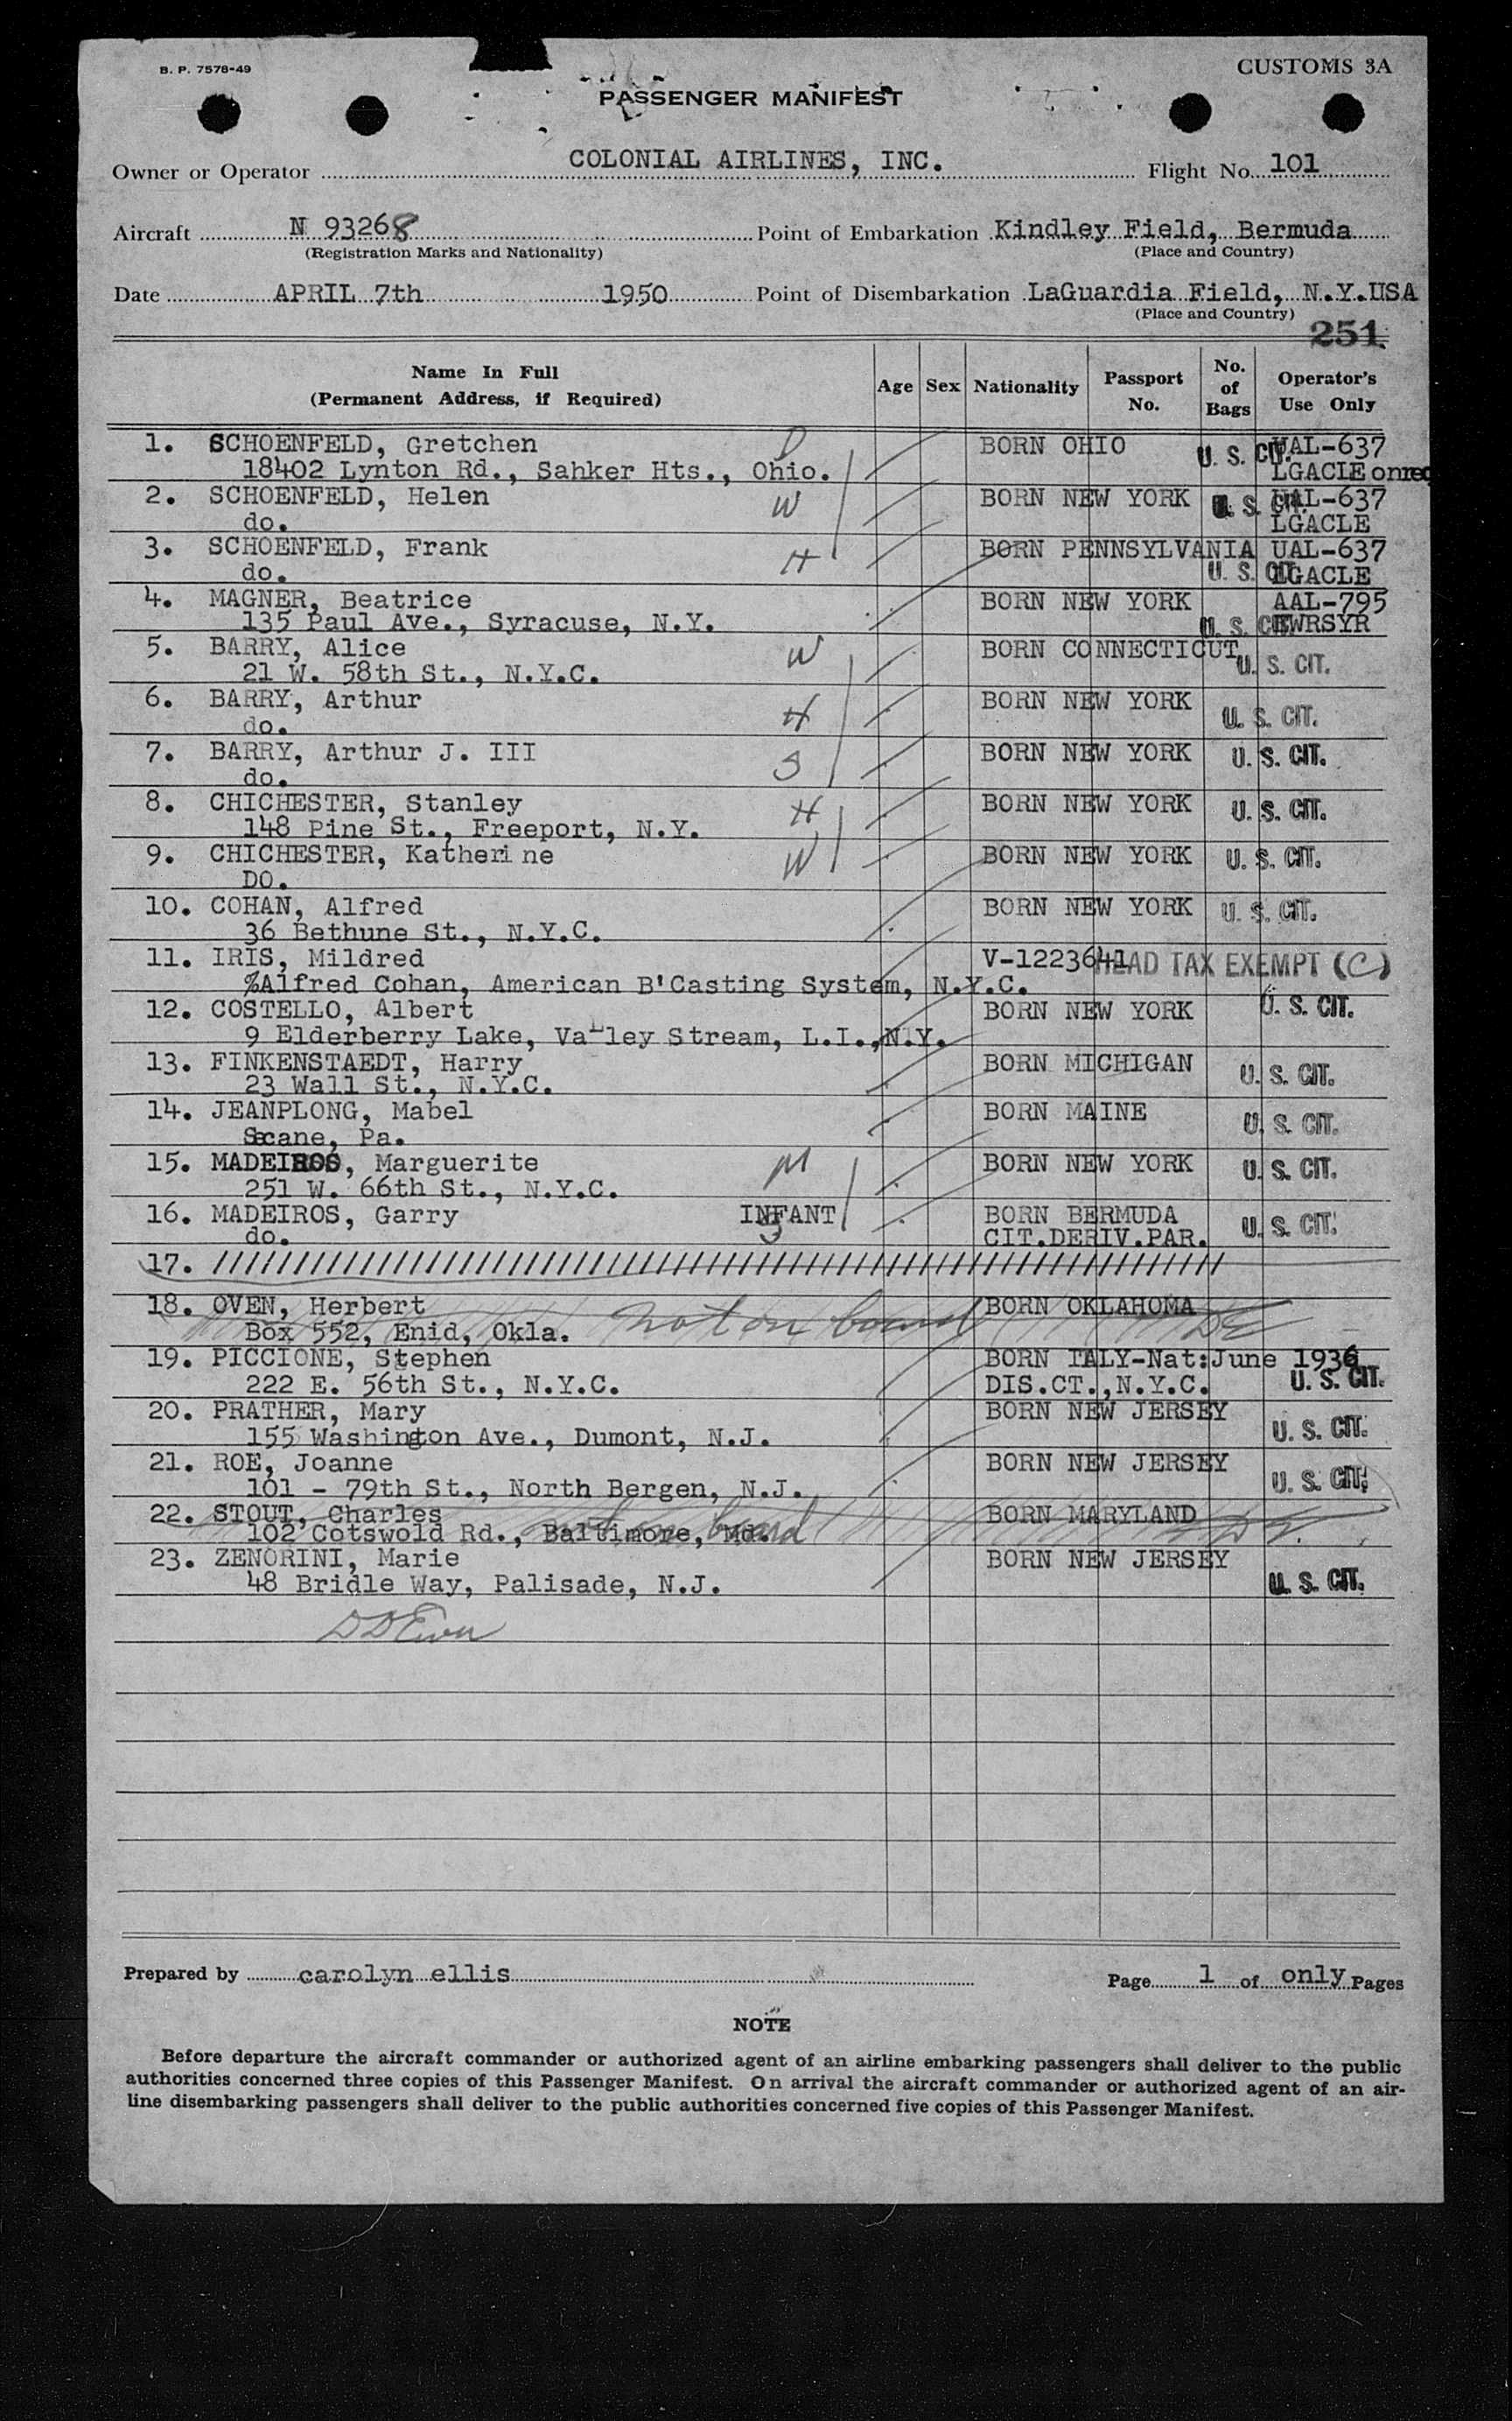 B. P. 7578-49
CUSTOMS 3A
PASSENGER MANIFEST
Owner or Operator COLONIAL AIRLINES, INC. Flight No. 101
Aircraft N 93268 Point of Embarkation Kindley Field, Bermuda
(Registration Marks and Nationality) (Place and Country)
Date APRIL 7th 1950 Point of Disembarkation LaGuardia Field, N.Y.USA
(Place and Country)
251
Name In Full (Permanent Address, if Required) Age Sex Nationality Passport No. No. of Bags Operator's Use Only
1. SCHOENFELD, Gretchen D BORN OHIO U. S. CIT. UAL-637
18402 Lynton Rd., Sahker Hts., Ohio. LGACLE onreq
2. SCHOENFELD, Helen W BORN NEW YORK U. S. CIT. UAL-637
do. LGACLE
3. SCHOENFELD, Frank H BORN PENNSYLVANIA UAL-637
do. U. S. CIT. LGACLE
4. MAGNER, Beatrice BORN NEW YORK AAL-795
135 Paul Ave., Syracuse, N.Y. U. S. CIT. EWRSYR
5. BARRY, Alice W BORN CONNECTICUT U. S. CIT.
21 W. 58th St., N.Y.C.
6. BARRY, Arthur H BORN NEW YORK U. S. CIT.
do.
7. BARRY, Arthur J. III S BORN NEW YORK U. S. CIT.
do.
8. CHICHESTER, Stanley H BORN NEW YORK U. S. CIT.
148 Pine St., Freeport, N.Y.
9. CHICHESTER, Katherine W BORN NEW YORK U. S. CIT.
DO.
10. COHAN, Alfred BORN NEW YORK U. S. CIT.
36 Bethune St., N.Y.C.
11. IRIS, Mildred V-1223641 HEAD TAX EXEMPT (C)
%Alfred Cohan, American B'Casting System, N.Y.C.
12. COSTELLO, Albert BORN NEW YORK U. S. CIT.
9 Elderberry Lake, Valley Stream, L.I.,N.Y.
13. FINKENSTAEDT, Harry BORN MICHIGAN U. S. CIT.
23 Wall St., N.Y.C.
14. JEANPLONG, Mabel BORN MAINE U. S. CIT.
Secane, Pa.
15. MADEIROS, Marguerite M BORN NEW YORK U. S. CIT.
251 W. 66th St., N.Y.C.
16. MADEIROS, Garry INFANT S BORN BERMUDA U. S. CIT.
do. CIT.DERIV.PAR.
17. ///////////////////////////////////////////////////////////////
18. OVEN, Herbert not on board BORN OKLAHOMA DE
Box 552, Enid, Okla.
19. PICCIONE, Stephen BORN ITALY-Nat:June 1936
222 E. 56th St., N.Y.C. DIS.CT.,N.Y.C. U. S. CIT.
20. PRATHER, Mary BORN NEW JERSEY U. S. CIT.
155 Washington Ave., Dumont, N.J.
21. ROE, Joanne BORN NEW JERSEY U. S. CIT.
101 - 79th St., North Bergen, N.J.
22. STOUT, Charles not on board BORN MARYLAND
102 Cotswold Rd., Baltimore, Md.
23. ZENORINI, Marie BORN NEW JERSEY U. S. CIT.
48 Bridle Way, Palisade, N.J.
Prepared by carolyn ellis Page 1 of only Pages
NOTE
Before departure the aircraft commander or authorized agent of an airline embarking passengers shall deliver to the public
authorities concerned three copies of this Passenger Manifest. On arrival the aircraft commander or authorized agent of an air-
line disembarking passengers shall deliver to the public authorities concerned five copies of this Passenger Manifest.